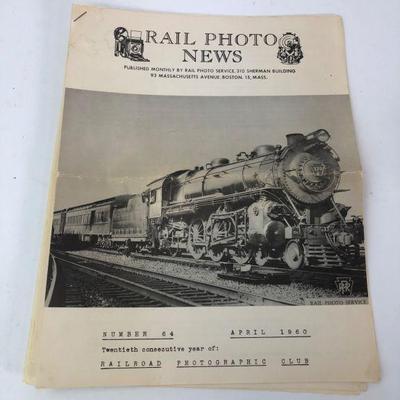 RAIL PHOTO
NEWS
PUBLISHED MONTHLY BY RAIL PHOTO SERVICE, 310 SHERMAN BUILDING
93 MASSACHUSETTS AVENUE, BOSTON, 15, MASS.
RAIL PHOTO SERVICE
NUMBER 64 APRIL 1960
Twentieth consecutive year of:
RAILROAD PHOTOGRAPHIC CLUB